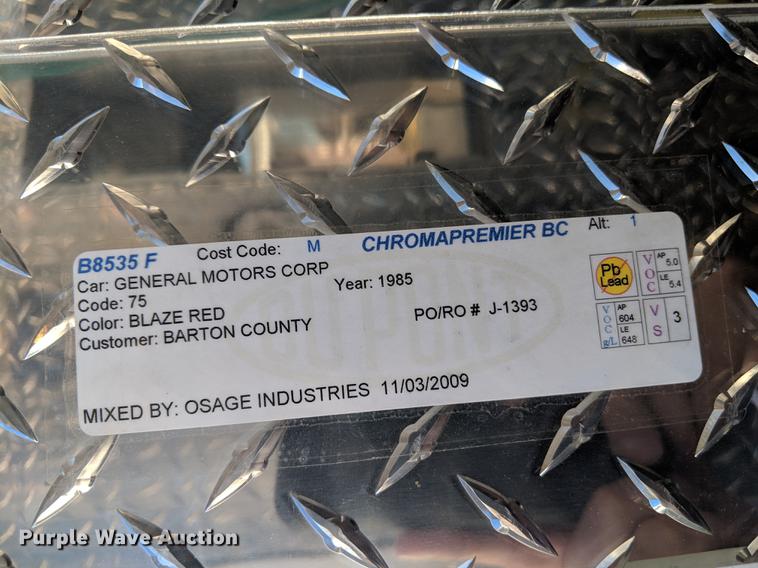 B8535 F Cost Code: M CHROMAPREMIER BC Alt: 1
Car: GENERAL MOTORS CORP Year: 1985
Code: 75
Color: BLAZE RED PO/RO # J-1393
Customer: BARTON COUNTY
Pb Lead
VOC AP 5.0 LE 5.4
VOC g/L AP 604 LE 648
VS 3
DUPONT
MIXED BY: OSAGE INDUSTRIES 11/03/2009
Purple Wave Auction